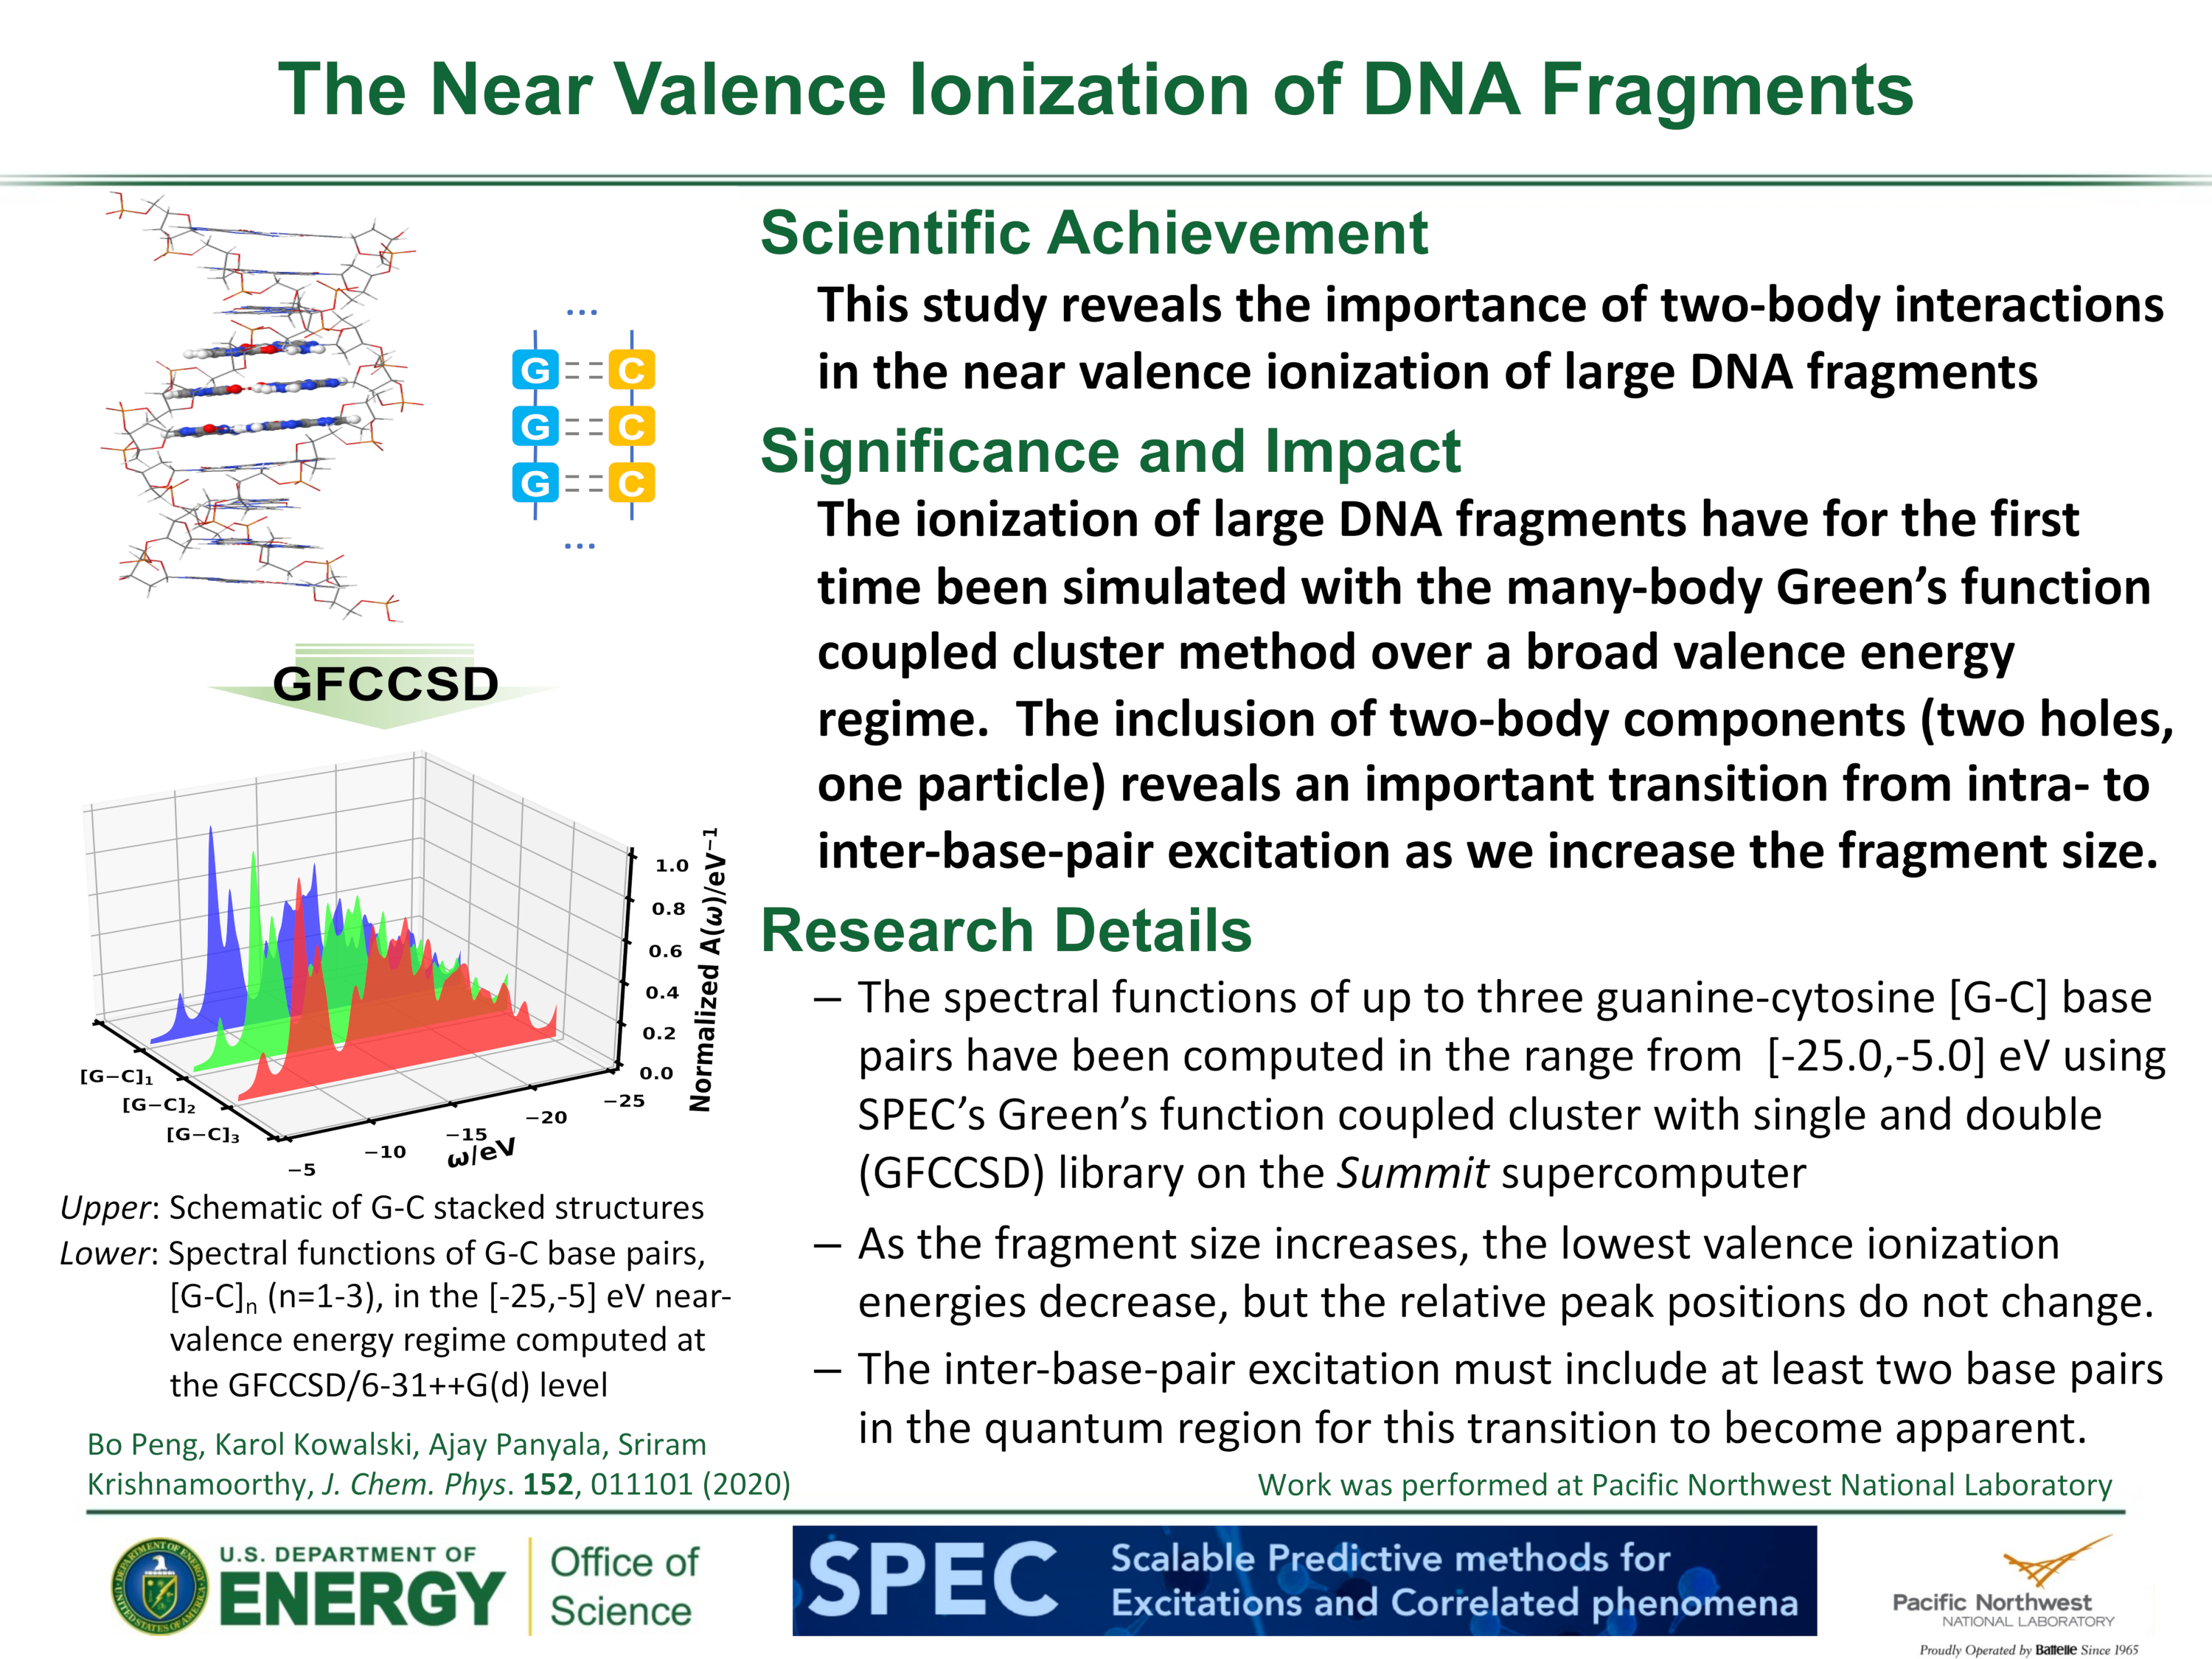 The Near Valence Ionization of DNA Fragments
...
G C
G C
G C
...
GFCCSD
1.0
0.8
0.6
0.4
0.2
0.0
Normalized A(ω)/eV⁻¹
[G−C]₁
[G−C]₂
[G−C]₃
−5
−10
−15
−20
−25
ω/eV
Upper: Schematic of G-C stacked structures
Lower: Spectral functions of G-C base pairs,
[G-C]ₙ (n=1-3), in the [-25,-5] eV near-
valence energy regime computed at
the GFCCSD/6-31++G(d) level
Bo Peng, Karol Kowalski, Ajay Panyala, Sriram
Krishnamoorthy, J. Chem. Phys. 152, 011101 (2020)
Scientific Achievement
This study reveals the importance of two-body interactions
in the near valence ionization of large DNA fragments
Significance and Impact
The ionization of large DNA fragments have for the first
time been simulated with the many-body Green’s function
coupled cluster method over a broad valence energy
regime.  The inclusion of two-body components (two holes,
one particle) reveals an important transition from intra- to
inter-base-pair excitation as we increase the fragment size.
Research Details
– The spectral functions of up to three guanine-cytosine [G-C] base
pairs have been computed in the range from  [-25.0,-5.0] eV using
SPEC’s Green’s function coupled cluster with single and double
(GFCCSD) library on the Summit supercomputer
– As the fragment size increases, the lowest valence ionization
energies decrease, but the relative peak positions do not change.
– The inter-base-pair excitation must include at least two base pairs
in the quantum region for this transition to become apparent.
Work was performed at Pacific Northwest National Laboratory
U.S. DEPARTMENT OF
ENERGY
Office of
Science
SPEC
Scalable Predictive methods for
Excitations and Correlated phenomena
Pacific Northwest
NATIONAL LABORATORY
Proudly Operated by Battelle Since 1965